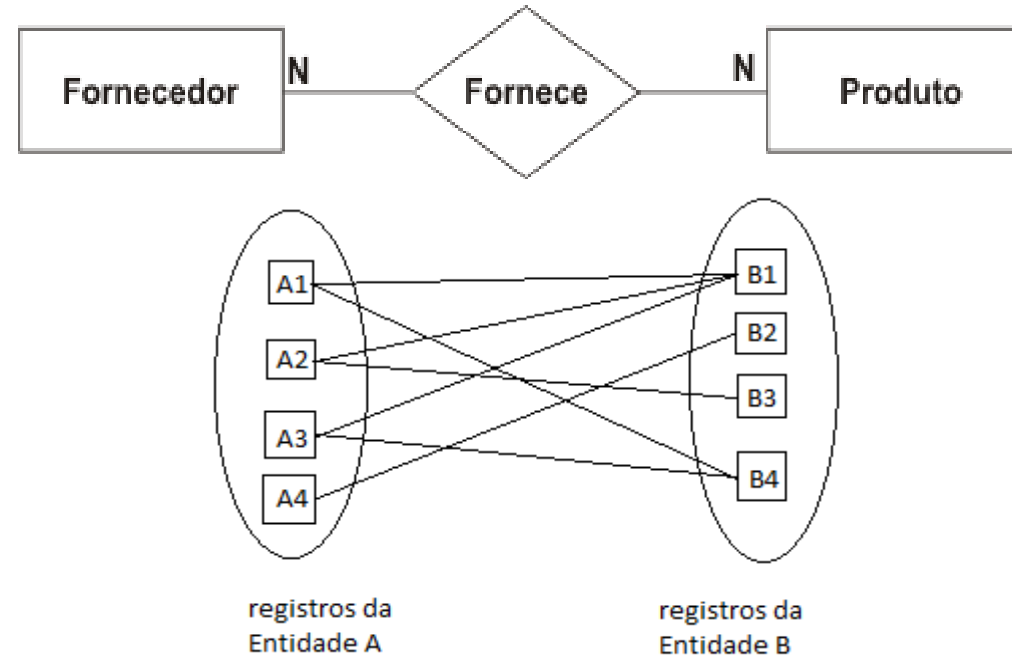 Fornecedor N Fornece N Produto
A1 B1
A2 B2
A3 B3
A4 B4
registros da
Entidade A
registros da
Entidade B